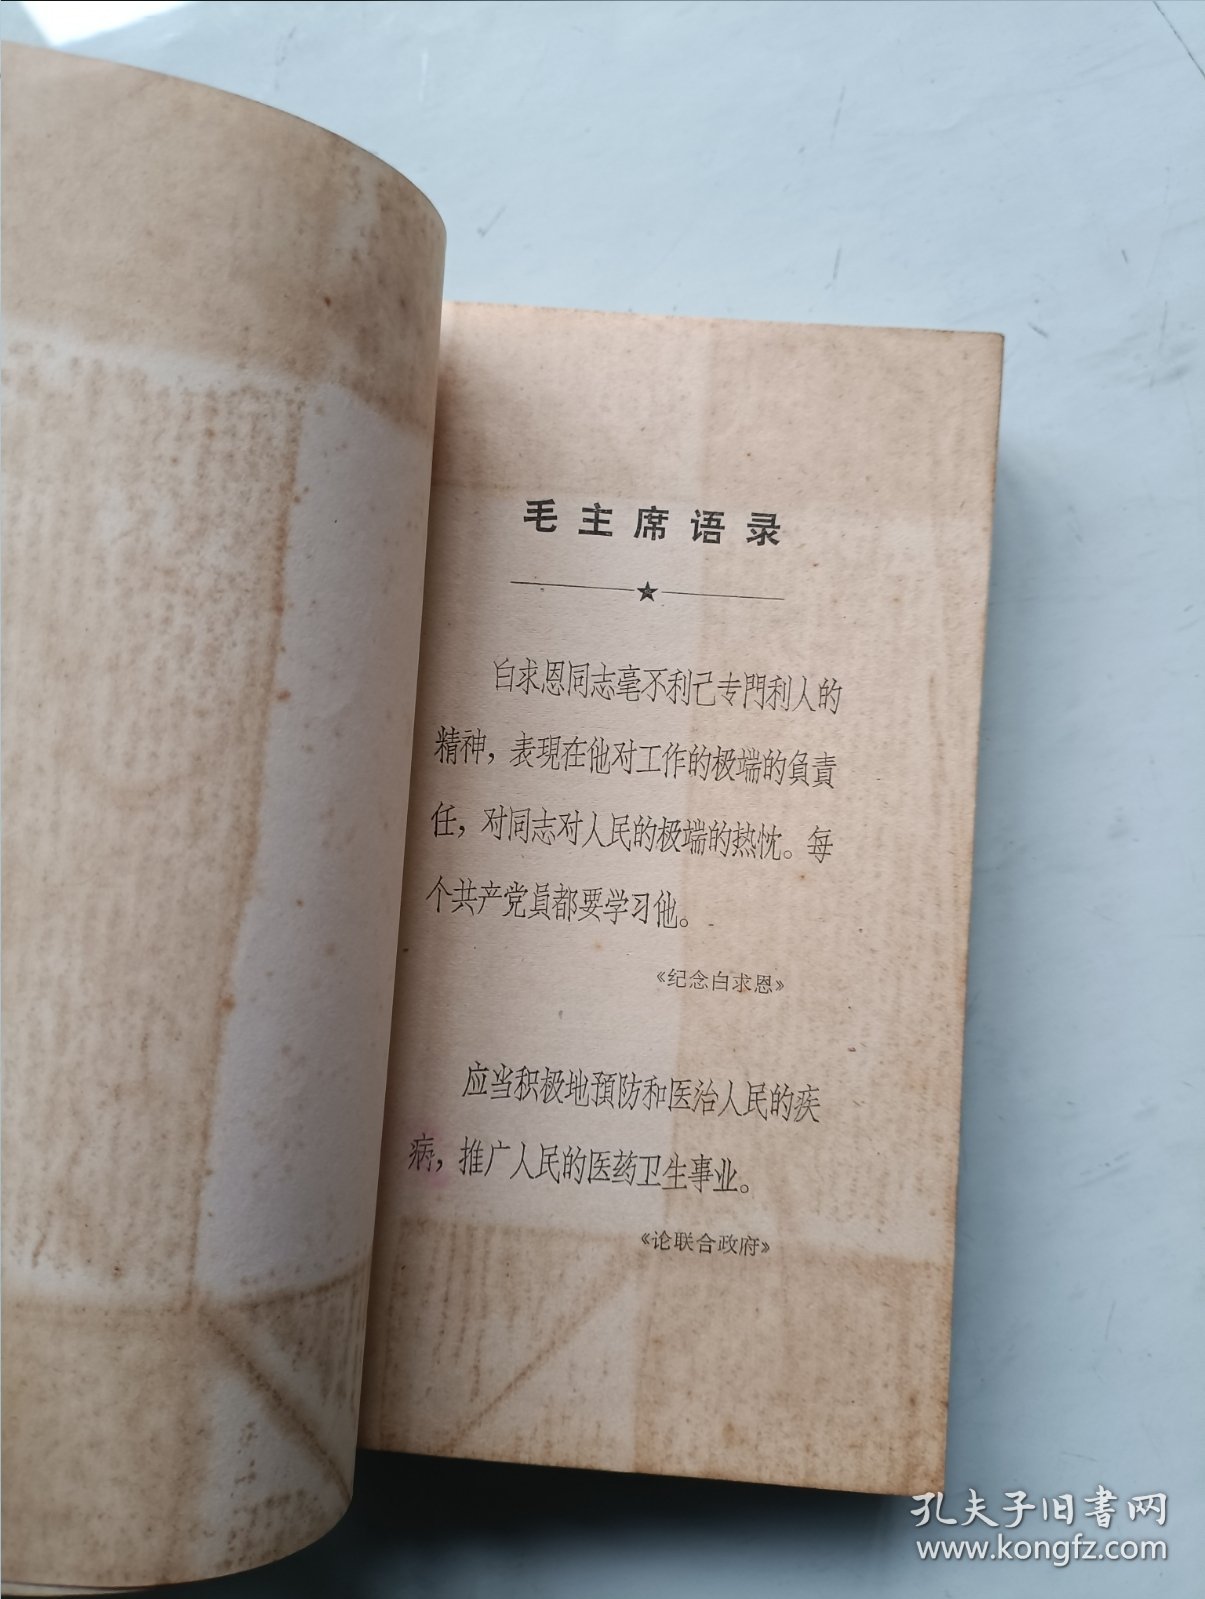 毛主席语录
白求恩同志毫不利己专門利人的
精神，表現在他对工作的极端的負責
任，对同志对人民的极端的热忱。每
个共产党員都要学习他。
《纪念白求恩》
应当积极地預防和医治人民的疾
病，推广人民的医药卫生事业。
《论联合政府》
孔夫子旧書网
www.kongfz.com